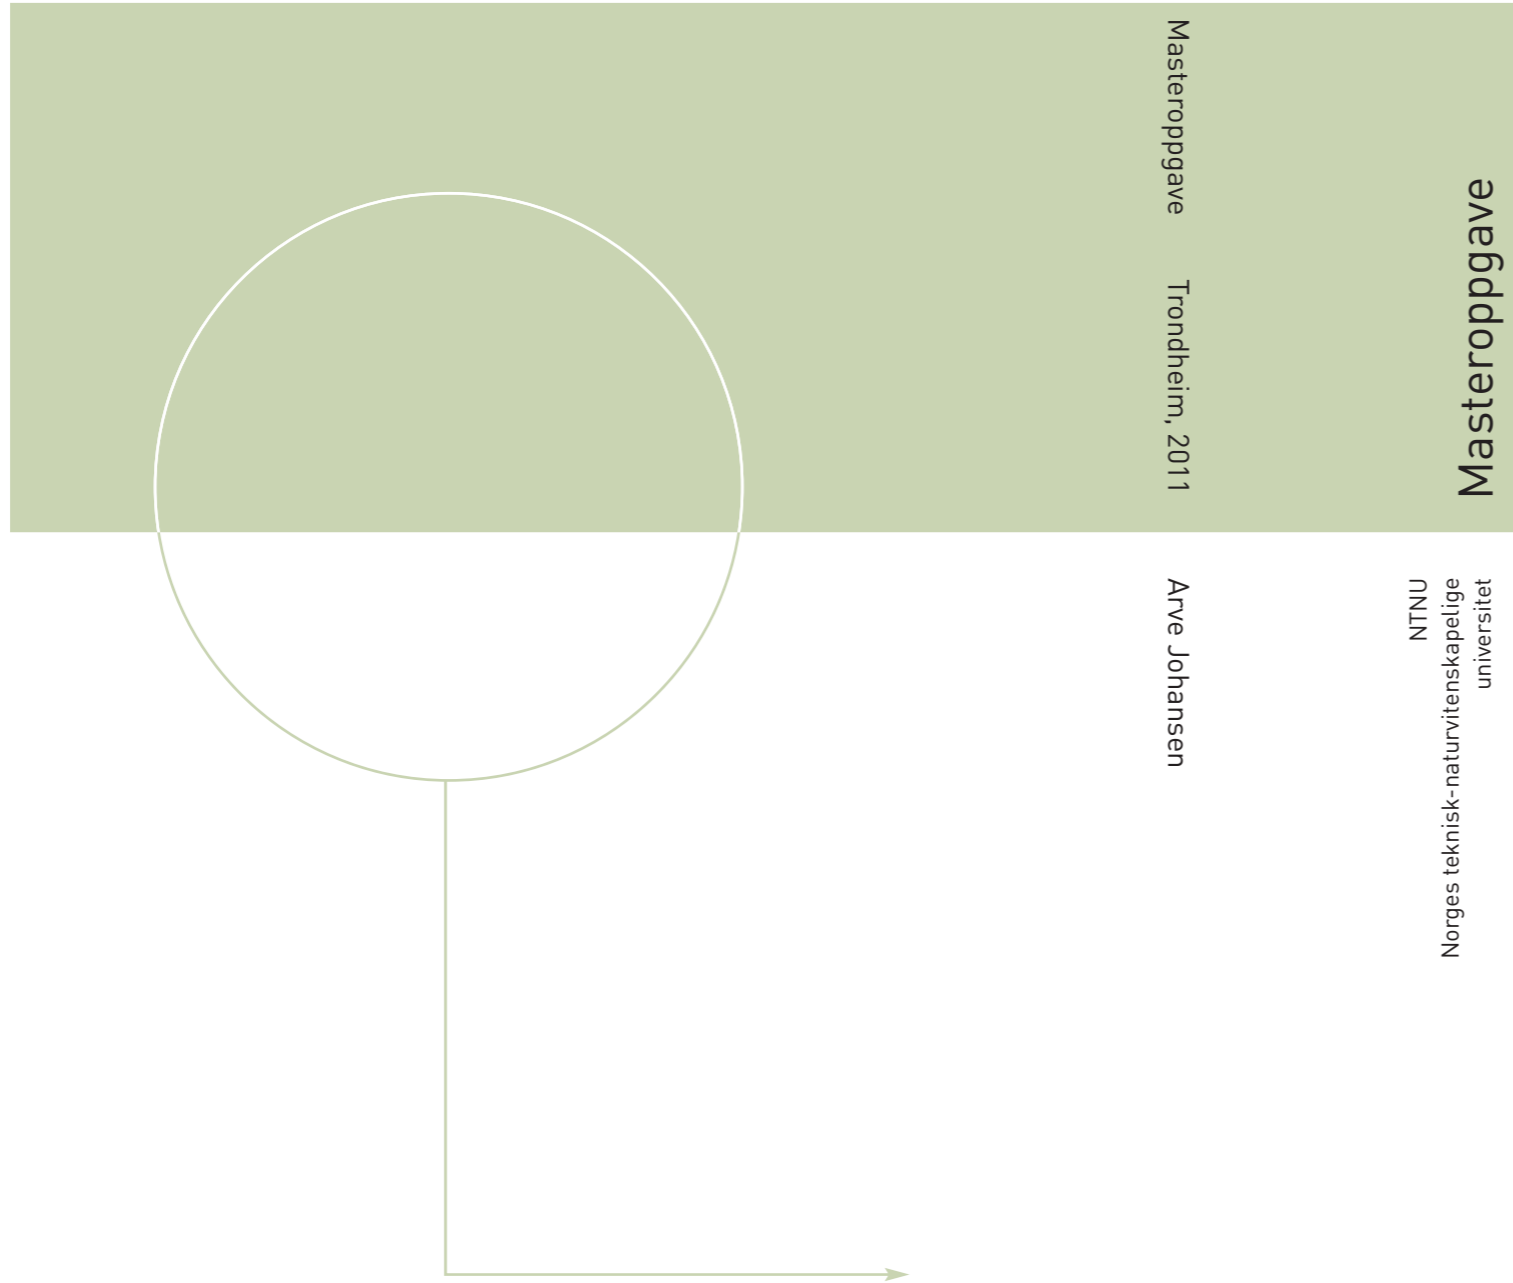 Masteroppgave
Trondheim, 2011
Arve Johansen
Masteroppgave
NTNU
Norges teknisk-naturvitenskapelige
universitet